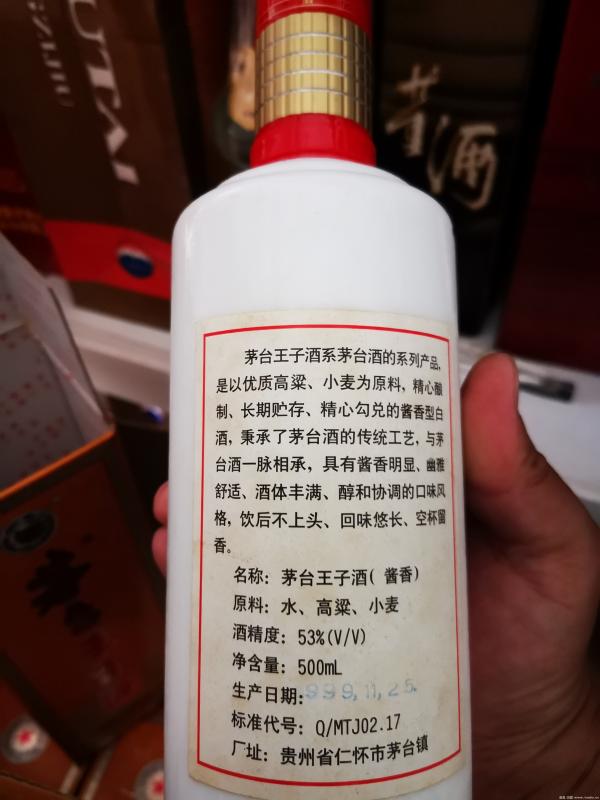 UTAI
ZIJIU
酒
茅台王子酒系茅台酒的系列产品,
是以优质高粱、小麦为原料,精心酿
制、长期贮存、精心勾兑的酱香型白
酒,秉承了茅台酒的传统工艺,与茅
台酒一脉相承,具有酱香明显、幽雅
舒适、酒体丰满、醇和协调的口味风
格,饮后不上头、回味悠长、空杯留
香。
名称:茅台王子酒(酱香)
原料:水、高粱、小麦
酒精度:53%(V/V)
净含量:500mL
生产日期:999,11,25.
标准代号:Q/MTJ02.17
厂址:贵州省仁怀市茅台镇